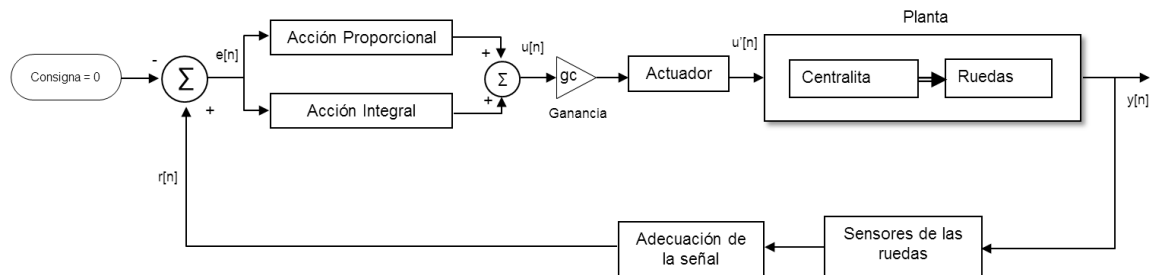 Planta
Consigna = 0
-
Σ
+
e[n]
Acción Proporcional
Acción Integral
+
+
Σ
u[n]
gc
Ganancia
Actuador
u'[n]
Centralita
Ruedas
y[n]
r[n]
Adecuación de
la señal
Sensores de las
ruedas